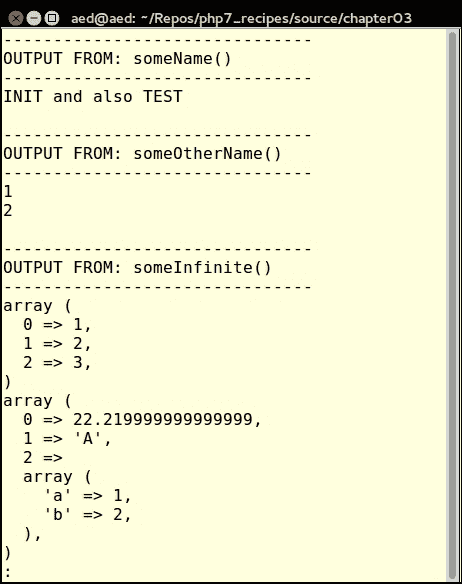 aed@aed: ~/Repos/php7_recipes/source/chapter03
-------------------------------
OUTPUT FROM: someName()
-------------------------------
INIT and also TEST

-------------------------------
OUTPUT FROM: someOtherName()
-------------------------------
1
2

-------------------------------
OUTPUT FROM: someInfinite()
-------------------------------
array (
  0 => 1,
  1 => 2,
  2 => 3,
)
array (
  0 => 22.219999999999999,
  1 => 'A',
  2 =>
  array (
    'a' => 1,
    'b' => 2,
  ),
)
: